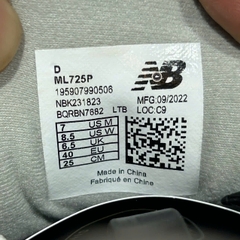 D
ML725P
195907990506
NBK231823
BQRBN7682 LTB
NB
MFG:09/2022
LOC:C9
7 US M
8.5 US W
6.5 UK
40 EU
25 CM
Made in China
Fabriqué en Chine